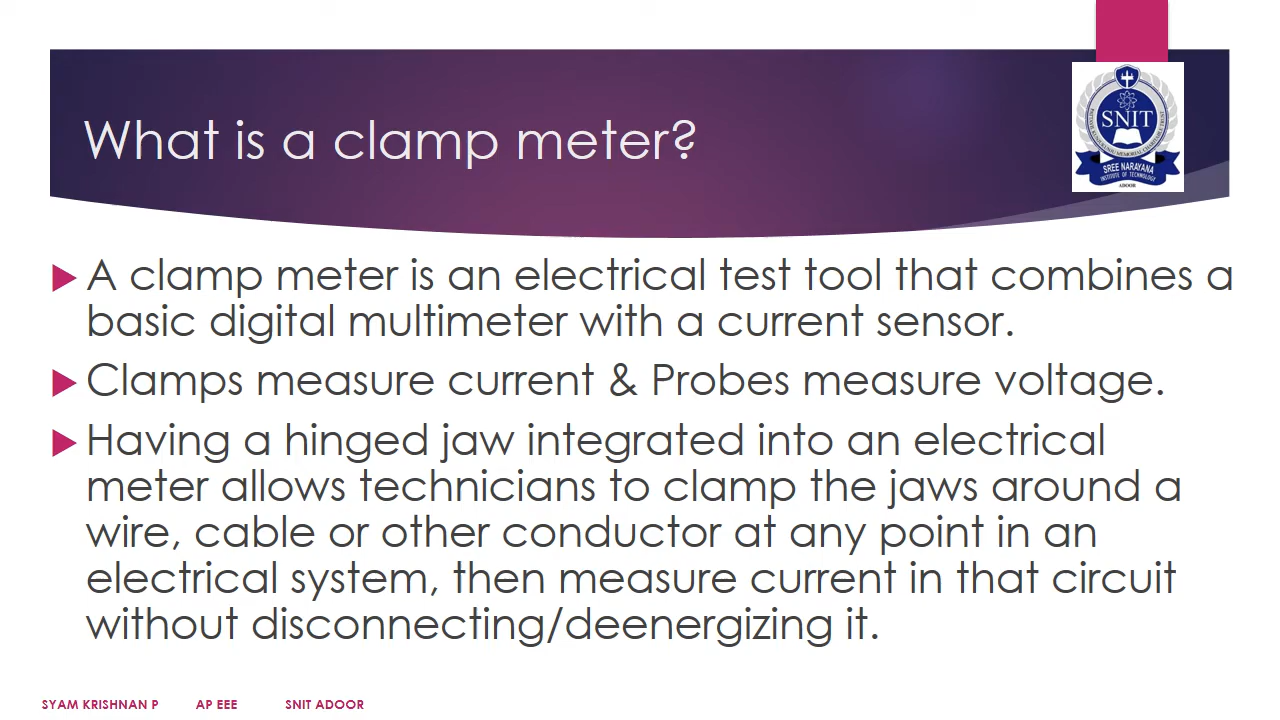 What is a clamp meter?
SNIT
SREE NARAYANA
INSTITUTE OF TECHNOLOGY
ADOOR
A clamp meter is an electrical test tool that combines a
basic digital multimeter with a current sensor.
Clamps measure current & Probes measure voltage.
Having a hinged jaw integrated into an electrical
meter allows technicians to clamp the jaws around a
wire, cable or other conductor at any point in an
electrical system, then measure current in that circuit
without disconnecting/deenergizing it.
SYAM KRISHNAN P AP EEE SNIT ADOOR